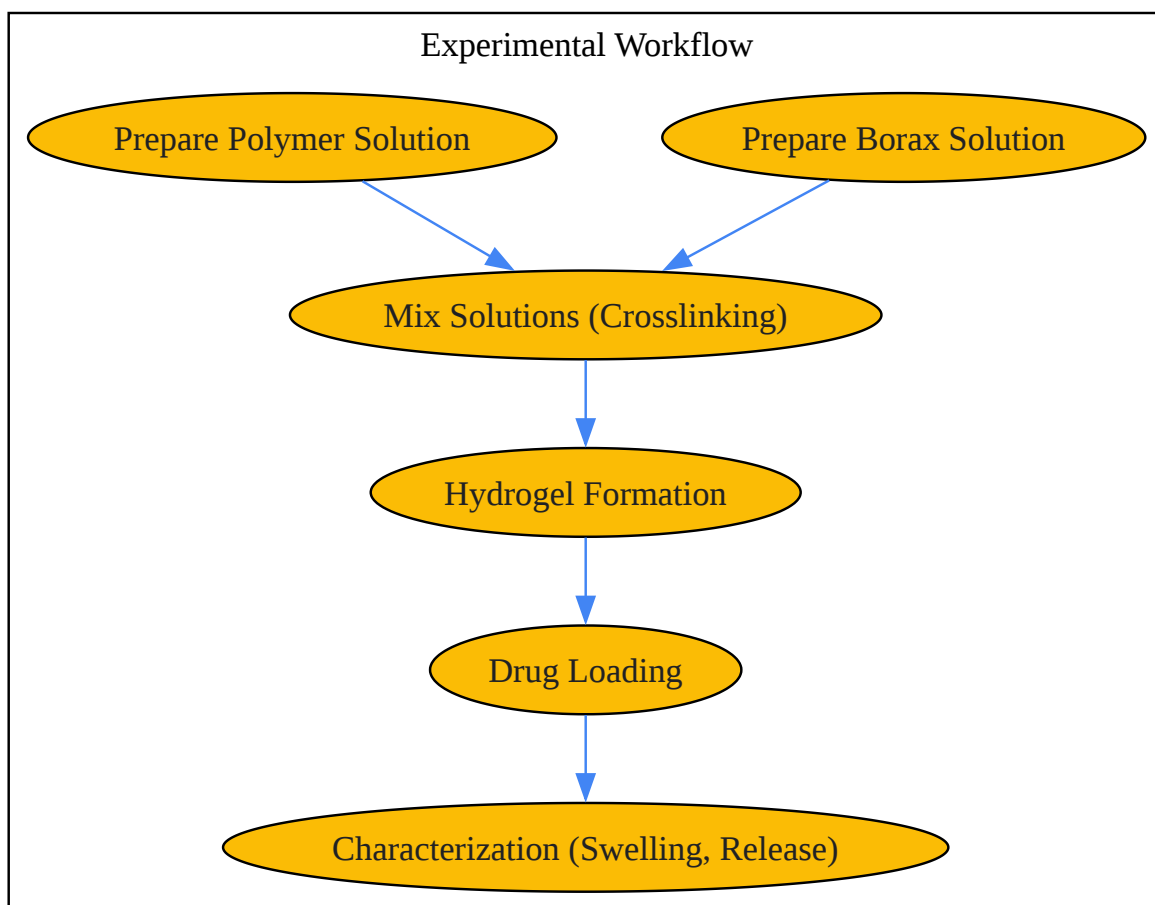 Experimental Workflow
Prepare Polymer Solution
Prepare Borax Solution
Mix Solutions (Crosslinking)
Hydrogel Formation
Drug Loading
Characterization (Swelling, Release)